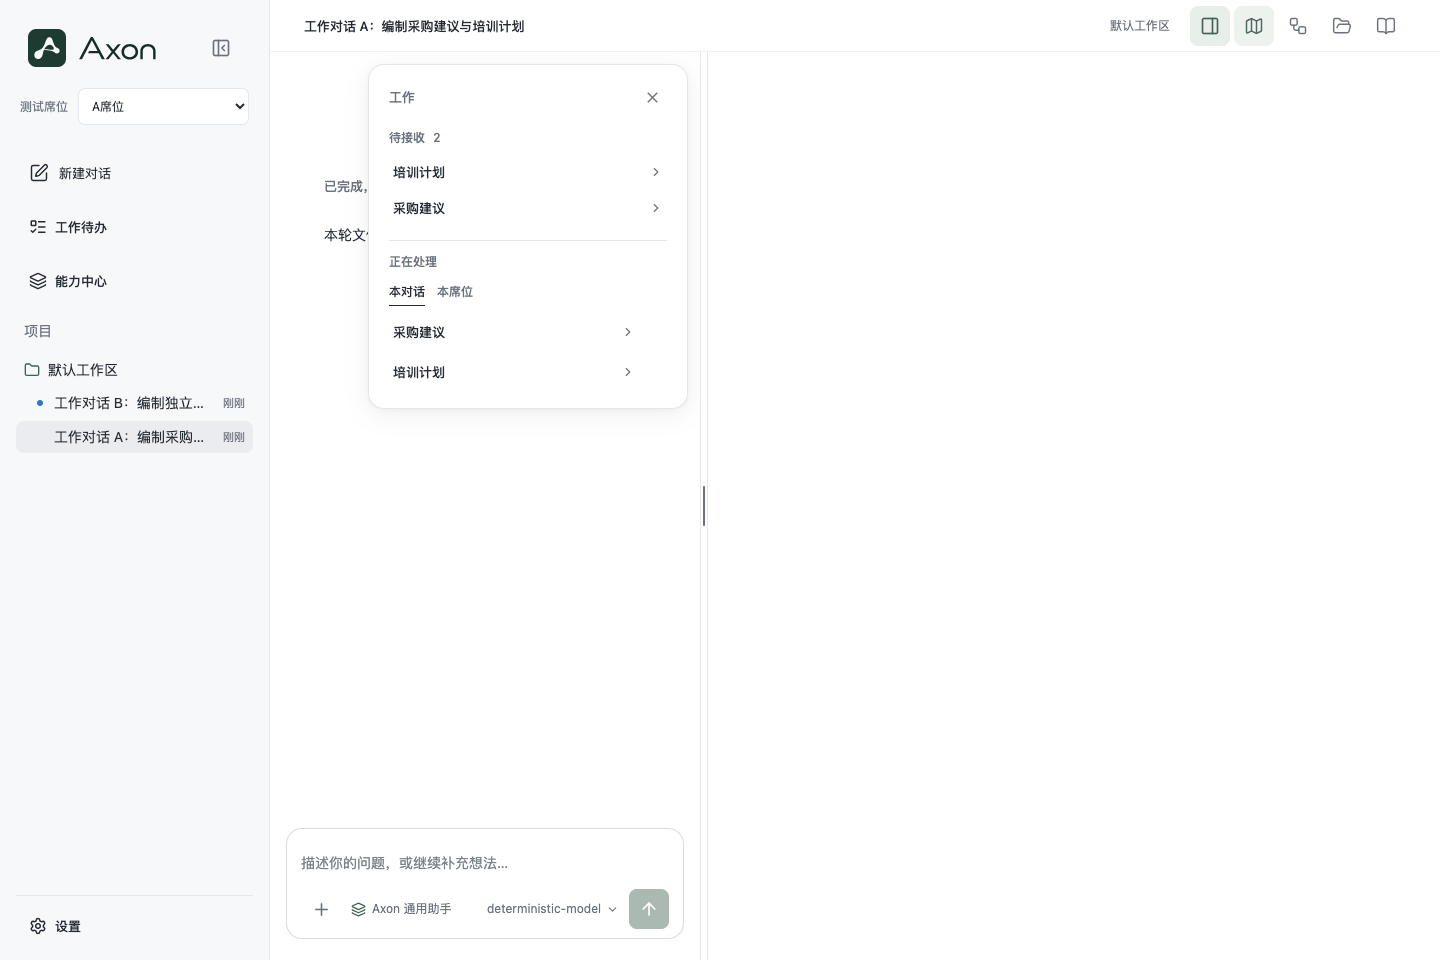 Axon
测试席位 A席位
新建对话
工作待办
能力中心
项目
默认工作区
工作对话 B：编制独立... 刚刚
工作对话 A：编制采购... 刚刚
设置
工作对话 A：编制采购建议与培训计划
默认工作区
已完成，
本轮文
工作
待接收 2
培训计划
采购建议
正在处理
本对话 本席位
采购建议
培训计划
描述你的问题，或继续补充想法...
Axon 通用助手 deterministic-model